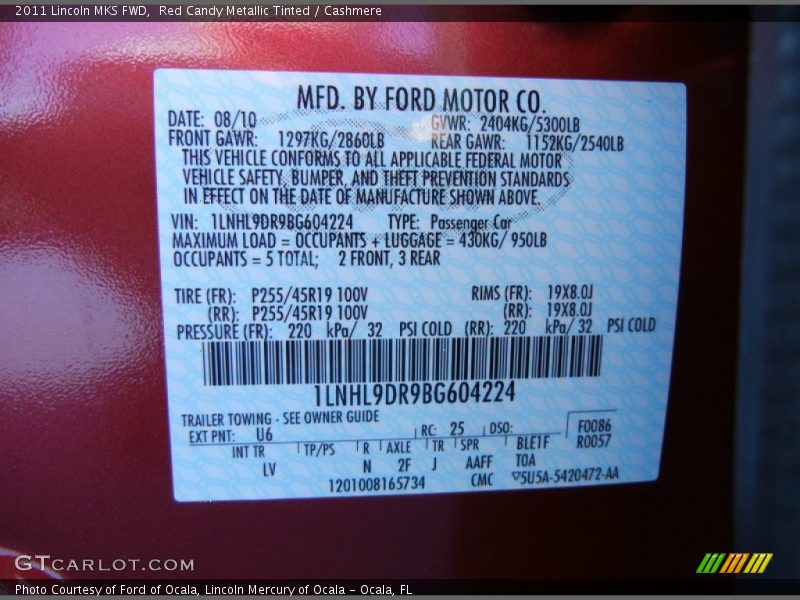 2011 Lincoln MKS FWD,  Red Candy Metallic Tinted / Cashmere
MFD. BY FORD MOTOR CO.
DATE: 08/10 GVWR: 2404KG/5300LB
FRONT GAWR: 1297KG/2860LB REAR GAWR: 1152KG/2540LB
THIS VEHICLE CONFORMS TO ALL APPLICABLE FEDERAL MOTOR
VEHICLE SAFETY, BUMPER, AND THEFT PREVENTION STANDARDS
IN EFFECT ON THE DATE OF MANUFACTURE SHOWN ABOVE.
VIN: 1LNHL9DR9BG604224 TYPE: Passenger Car
MAXIMUM LOAD = OCCUPANTS + LUGGAGE = 430KG/ 950LB
OCCUPANTS = 5 TOTAL; 2 FRONT, 3 REAR
TIRE (FR): P255/45R19 100V RIMS (FR): 19X8.0J
(RR): P255/45R19 100V (RR): 19X8.0J
PRESSURE (FR): 220 kPa/ 32 PSI COLD (RR): 220 kPa/ 32 PSI COLD
1LNHL9DR9BG604224
TRAILER TOWING - SEE OWNER GUIDE
EXT PNT: U6 RC: 25 DSO: F0086
INT TR TP/PS R AXLE TR SPR BLE1F R0057
LV N 2F J AAFF TOA
1201008165734 CMC ▽5U5A-5420472-AA
GTCARLOT.COM
Photo Courtesy of Ford of Ocala, Lincoln Mercury of Ocala – Ocala, FL